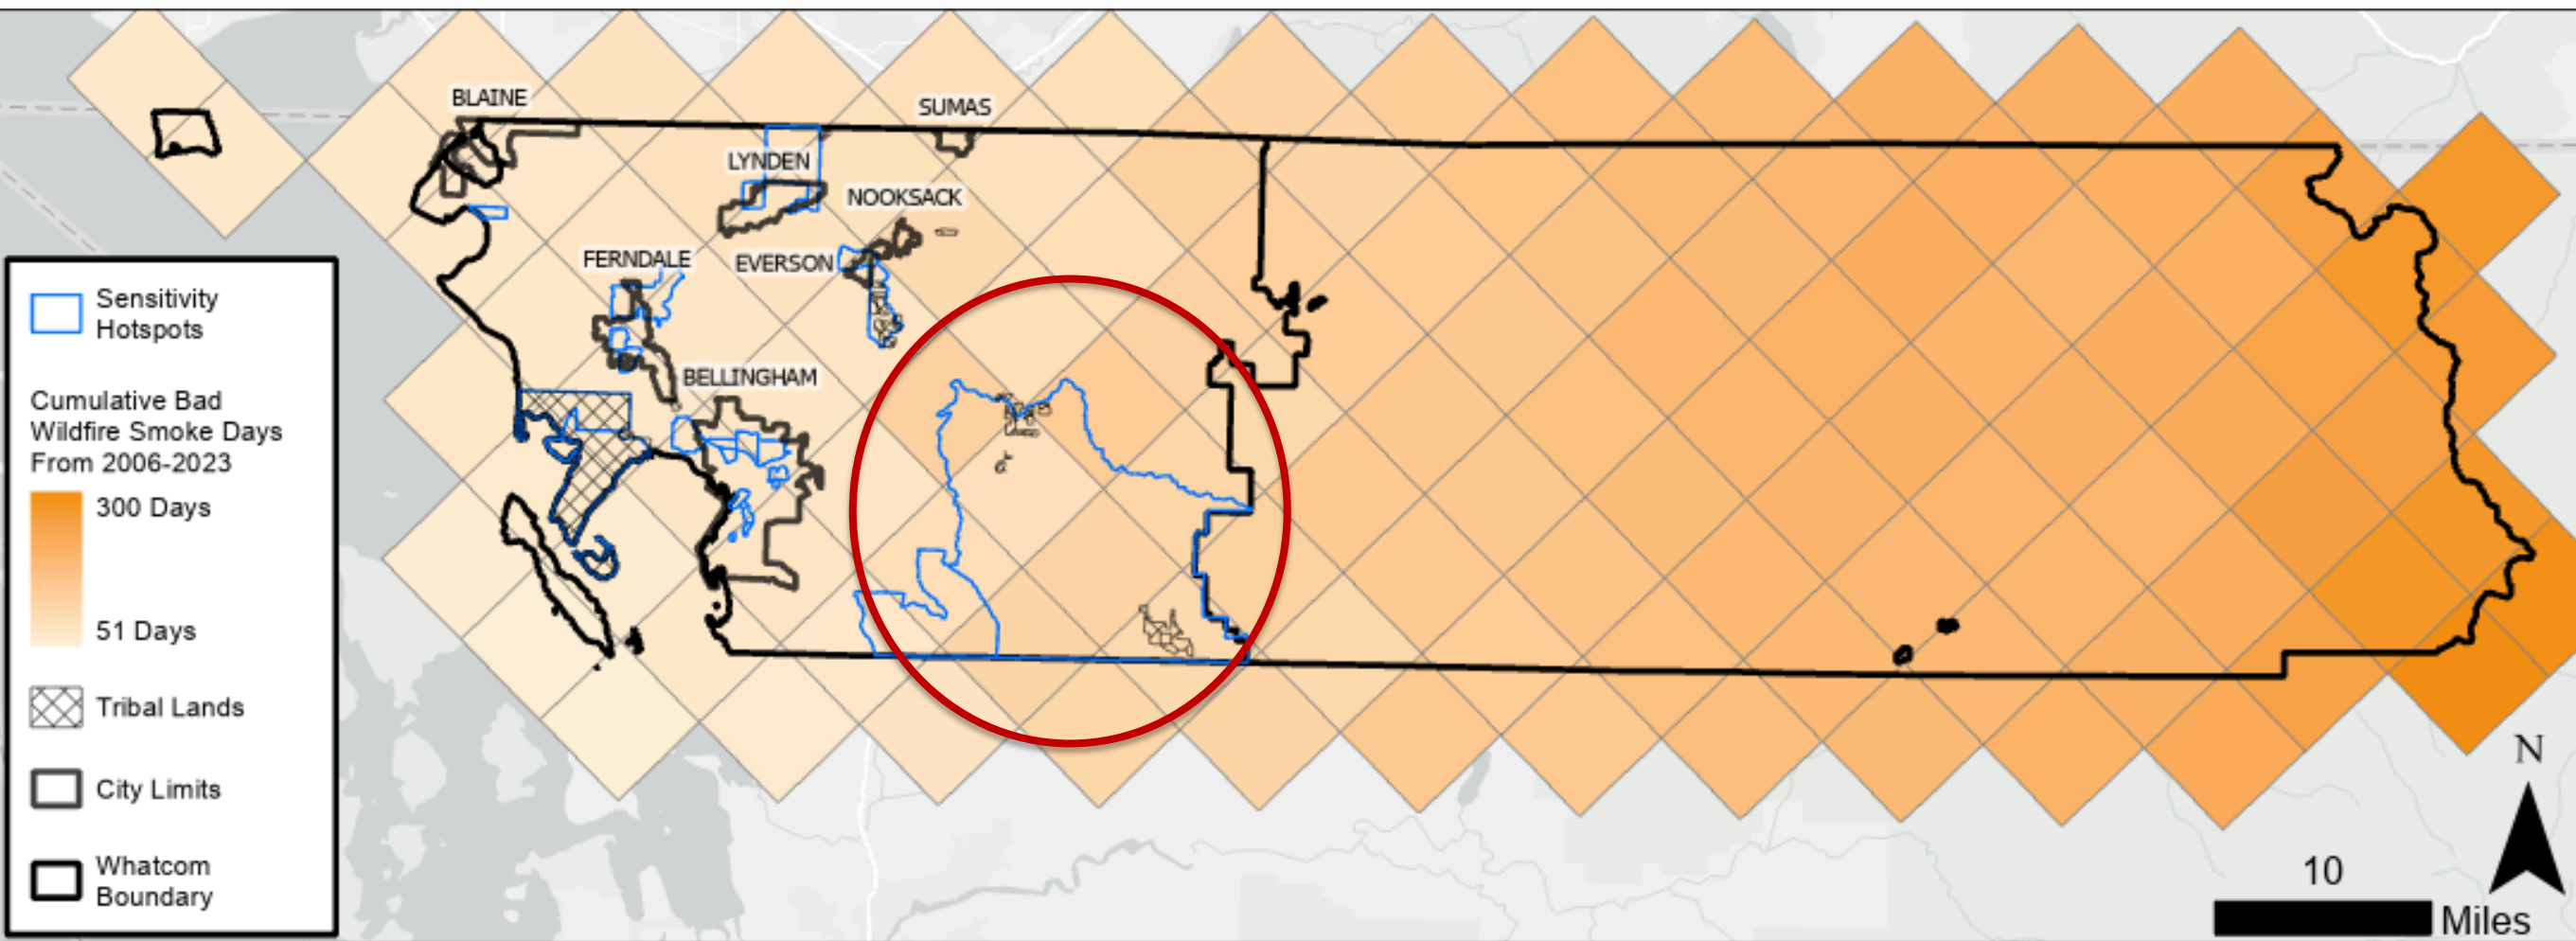 BLAINE
SUMAS
LYNDEN
NOOKSACK
FERNDALE
EVERSON
BELLINGHAM
Sensitivity
Hotspots
Cumulative Bad
Wildfire Smoke Days
From 2006-2023
300 Days
51 Days
Tribal Lands
City Limits
Whatcom
Boundary
N
10
Miles